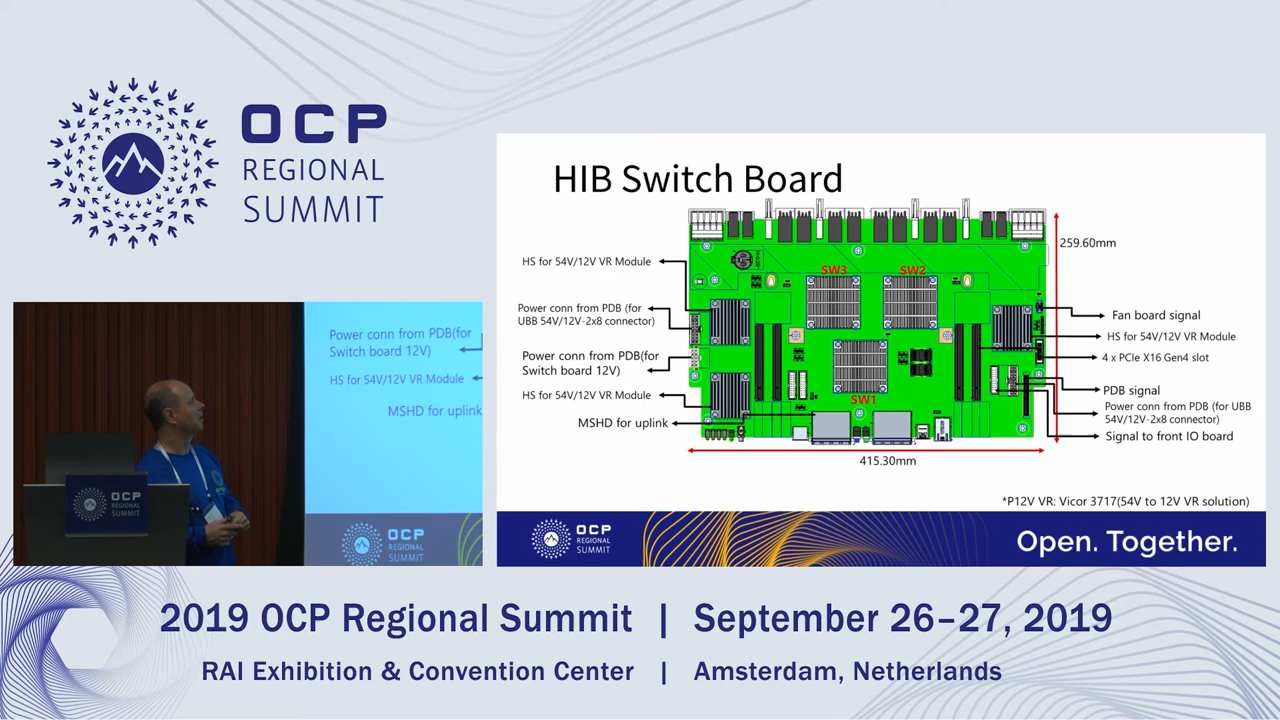 OCP
REGIONAL
SUMMIT
HIB Switch Board
259.60mm
HS for 54V/12V VR Module
SW3
SW2
Power conn from PDB (for
UBB 54V/12V-2x8 connector)
Fan board signal
HS for 54V/12V VR Module
Power conn from PDB(for
Switch board 12V)
4 x PCIe X16 Gen4 slot
PDB signal
HS for 54V/12V VR Module
SW1
Power conn from PDB (for UBB
54V/12V-2x8 connector)
MSHD for uplink
Signal to front IO board
415.30mm
*P12V VR: Vicor 3717(54V to 12V VR solution)
OCP
REGIONAL
SUMMIT
Open. Together.
Power conn from PDB(for
Switch board 12V)
HS for 54V/12V VR Module
MSHD for uplink
OCP
REGIONAL
SUMMIT
OCP
REGIONAL
SUMMIT
2019 OCP Regional Summit | September 26–27, 2019
RAI Exhibition & Convention Center | Amsterdam, Netherlands